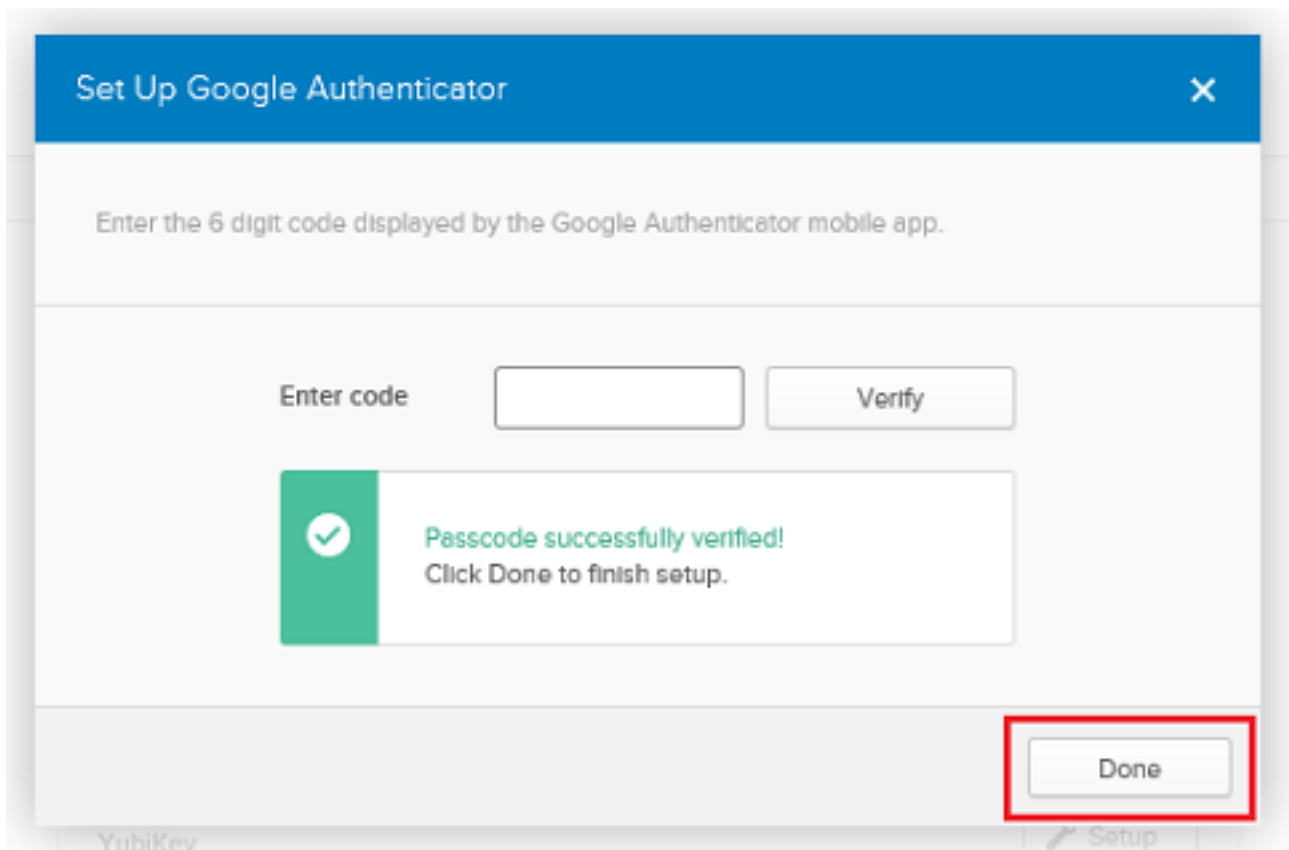 Set Up Google Authenticator
Enter the 6 digit code displayed by the Google Authenticator mobile app.
Enter code
Verify
Passcode successfully verified!
Click Done to finish setup.
Done
YubiKey
Setup